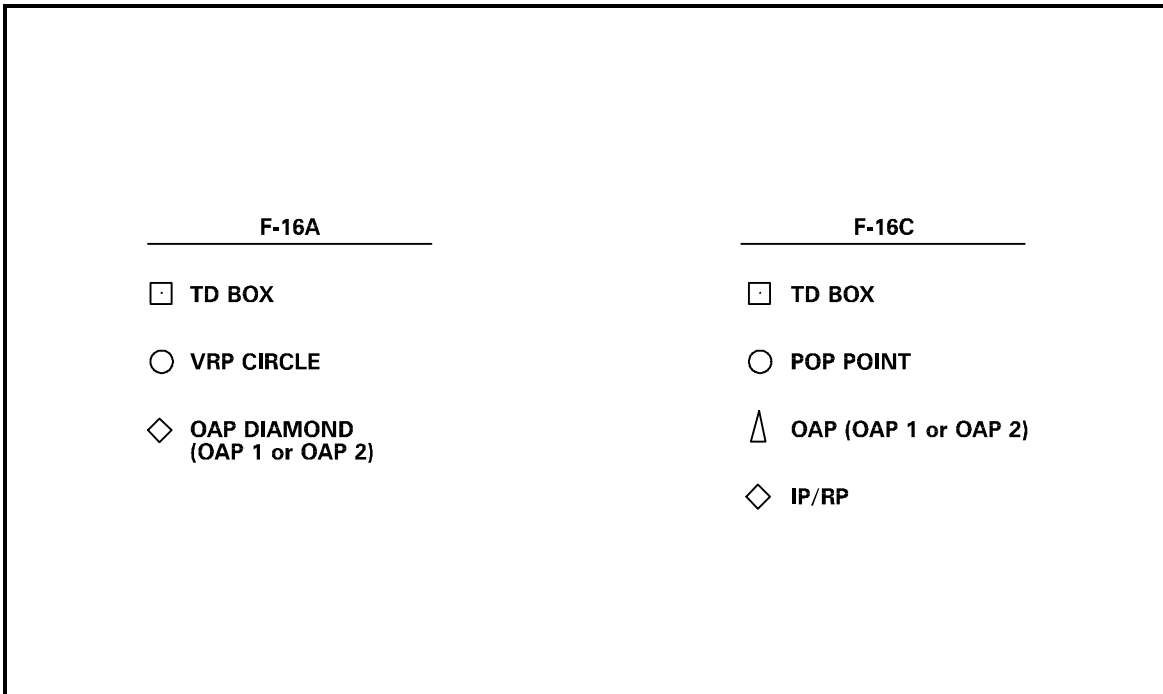 F-16A
TD BOX
VRP CIRCLE
OAP DIAMOND
(OAP 1 or OAP 2)
F-16C
TD BOX
POP POINT
OAP (OAP 1 or OAP 2)
IP/RP